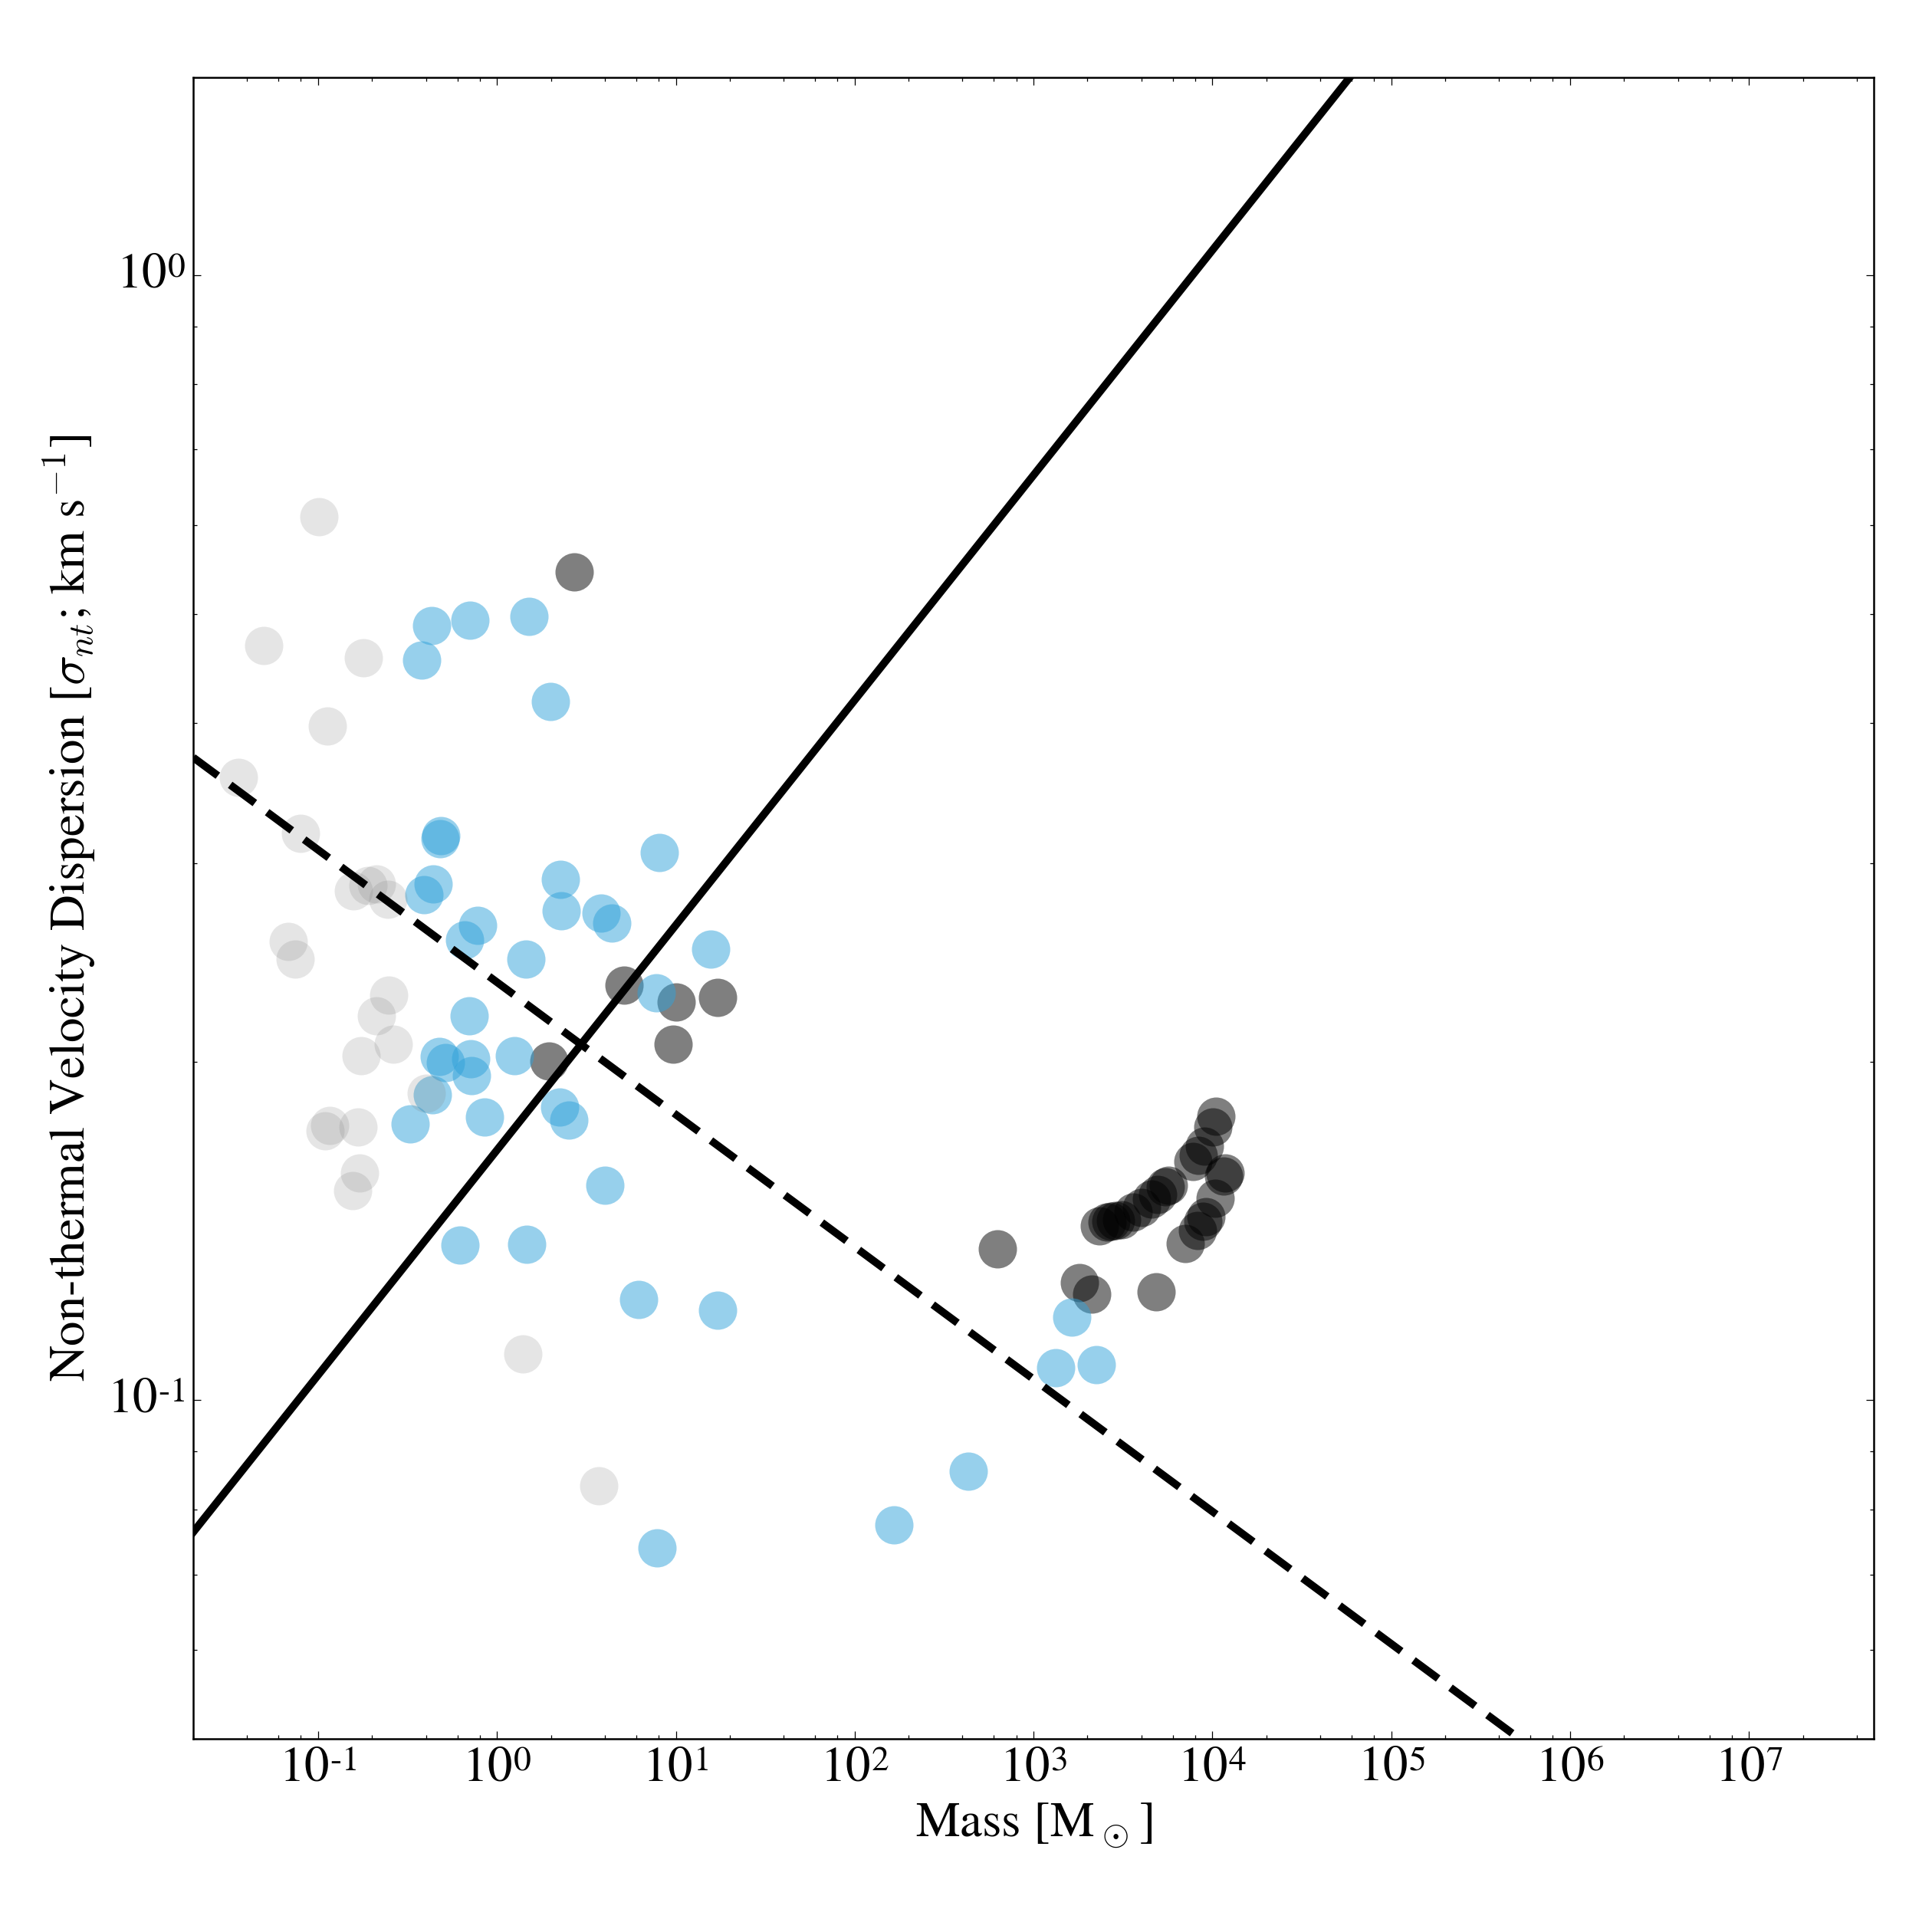 Non-thermal Velocity Dispersion [σₙₜ; km s⁻¹]
10⁰
10⁻¹
10⁻¹ 10⁰ 10¹ 10² 10³ 10⁴ 10⁵ 10⁶ 10⁷
Mass [M☉]